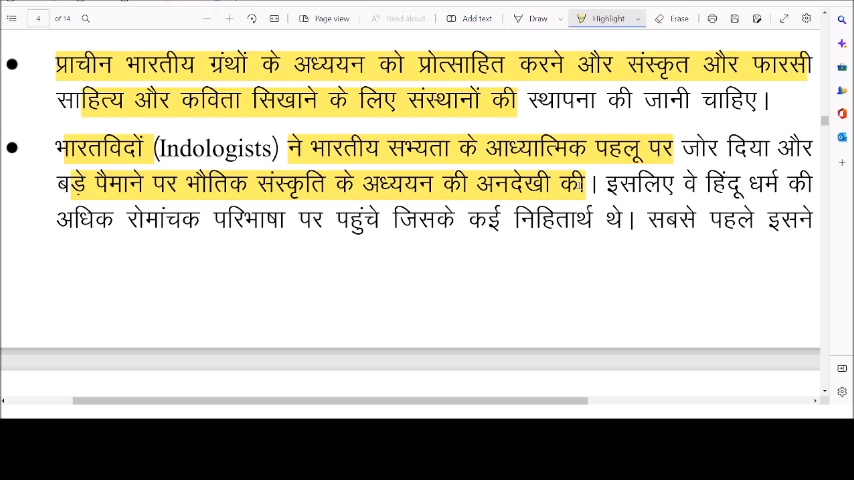 4 of 14 Page view Read aloud Add text Draw Highlight Erase
● प्राचीन भारतीय ग्रंथों के अध्ययन को प्रोत्साहित करने और संस्कृत और फारसी
साहित्य और कविता सिखाने के लिए संस्थानों की स्थापना की जानी चाहिए।
● भारतविदों (Indologists) ने भारतीय सभ्यता के आध्यात्मिक पहलू पर जोर दिया और
बड़े पैमाने पर भौतिक संस्कृति के अध्ययन की अनदेखी की। इसलिए वे हिंदू धर्म की
अधिक रोमांचक परिभाषा पर पहुंचे जिसके कई निहितार्थ थे। सबसे पहले इसने